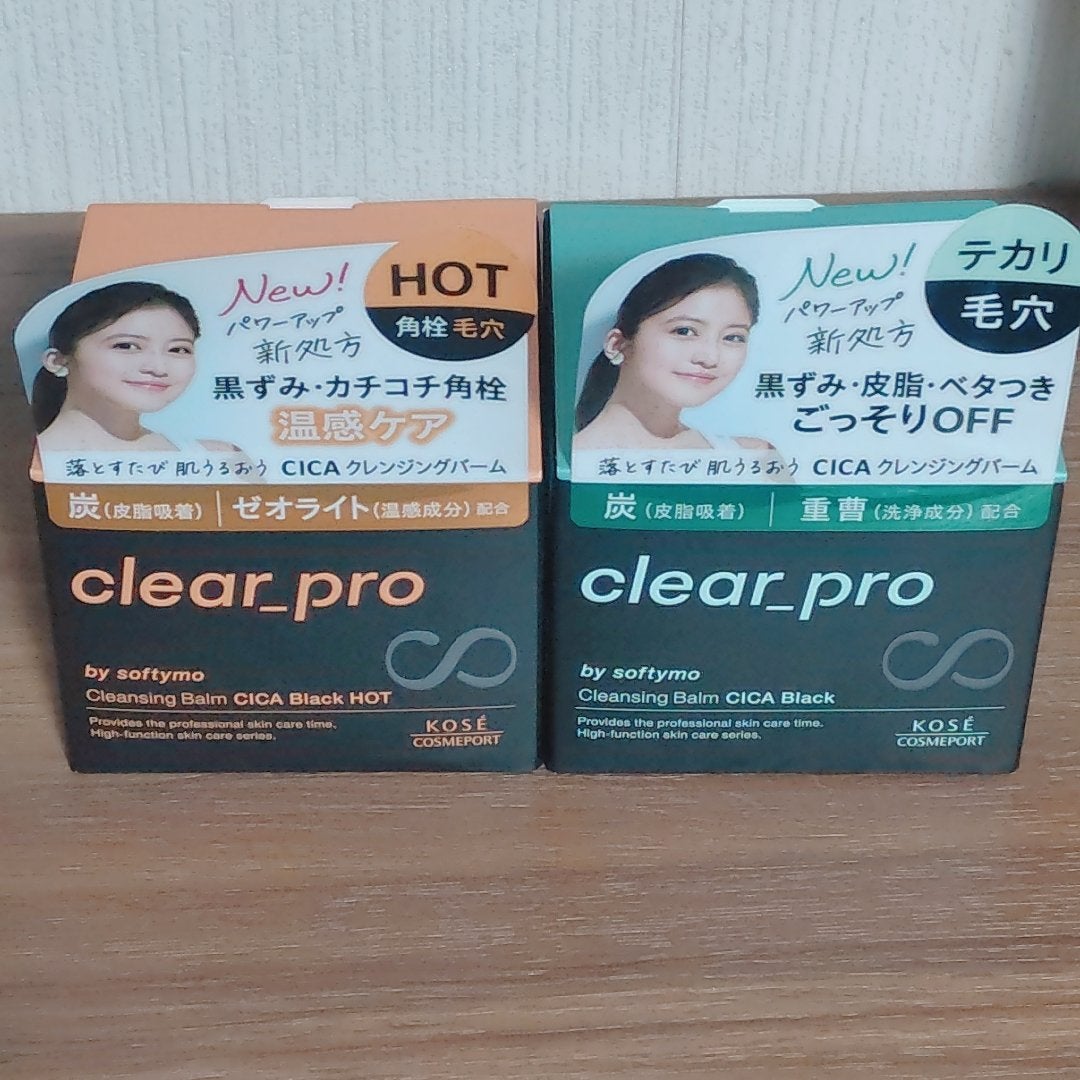 New!
パワーアップ
新処方
HOT
角栓 毛穴
黒ずみ・カチコチ角栓
温感ケア
落とすたび 肌うるおう CICA クレンジングバーム
炭(皮脂吸着) | ゼオライト(温感成分) 配合
clear_pro
by softymo
Cleansing Balm CICA Black HOT
Provides the professional skin care time.
High-function skin care series.
KOSÉ
COSMEPORT
New!
パワーアップ
新処方
テカリ
毛穴
黒ずみ・皮脂・ベタつき
ごっそりOFF
落とすたび 肌うるおう CICA クレンジングバーム
炭(皮脂吸着) | 重曹(洗浄成分) 配合
clear_pro
by softymo
Cleansing Balm CICA Black
Provides the professional skin care time.
High-function skin care series.
KOSÉ
COSMEPORT